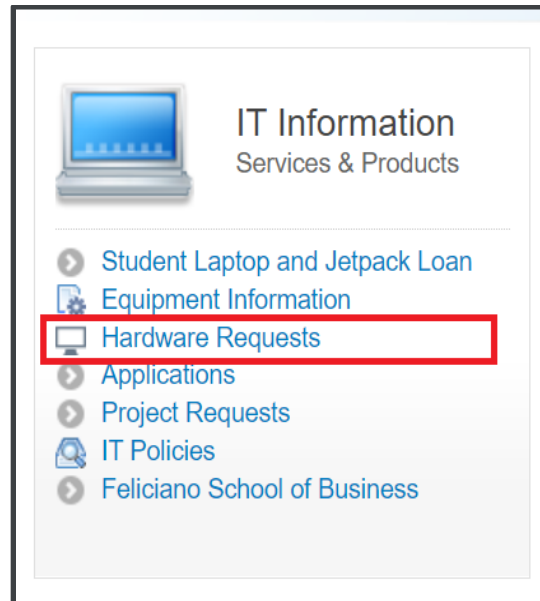 IT Information
Services & Products
Student Laptop and Jetpack Loan
Equipment Information
Hardware Requests
Applications
Project Requests
IT Policies
Feliciano School of Business